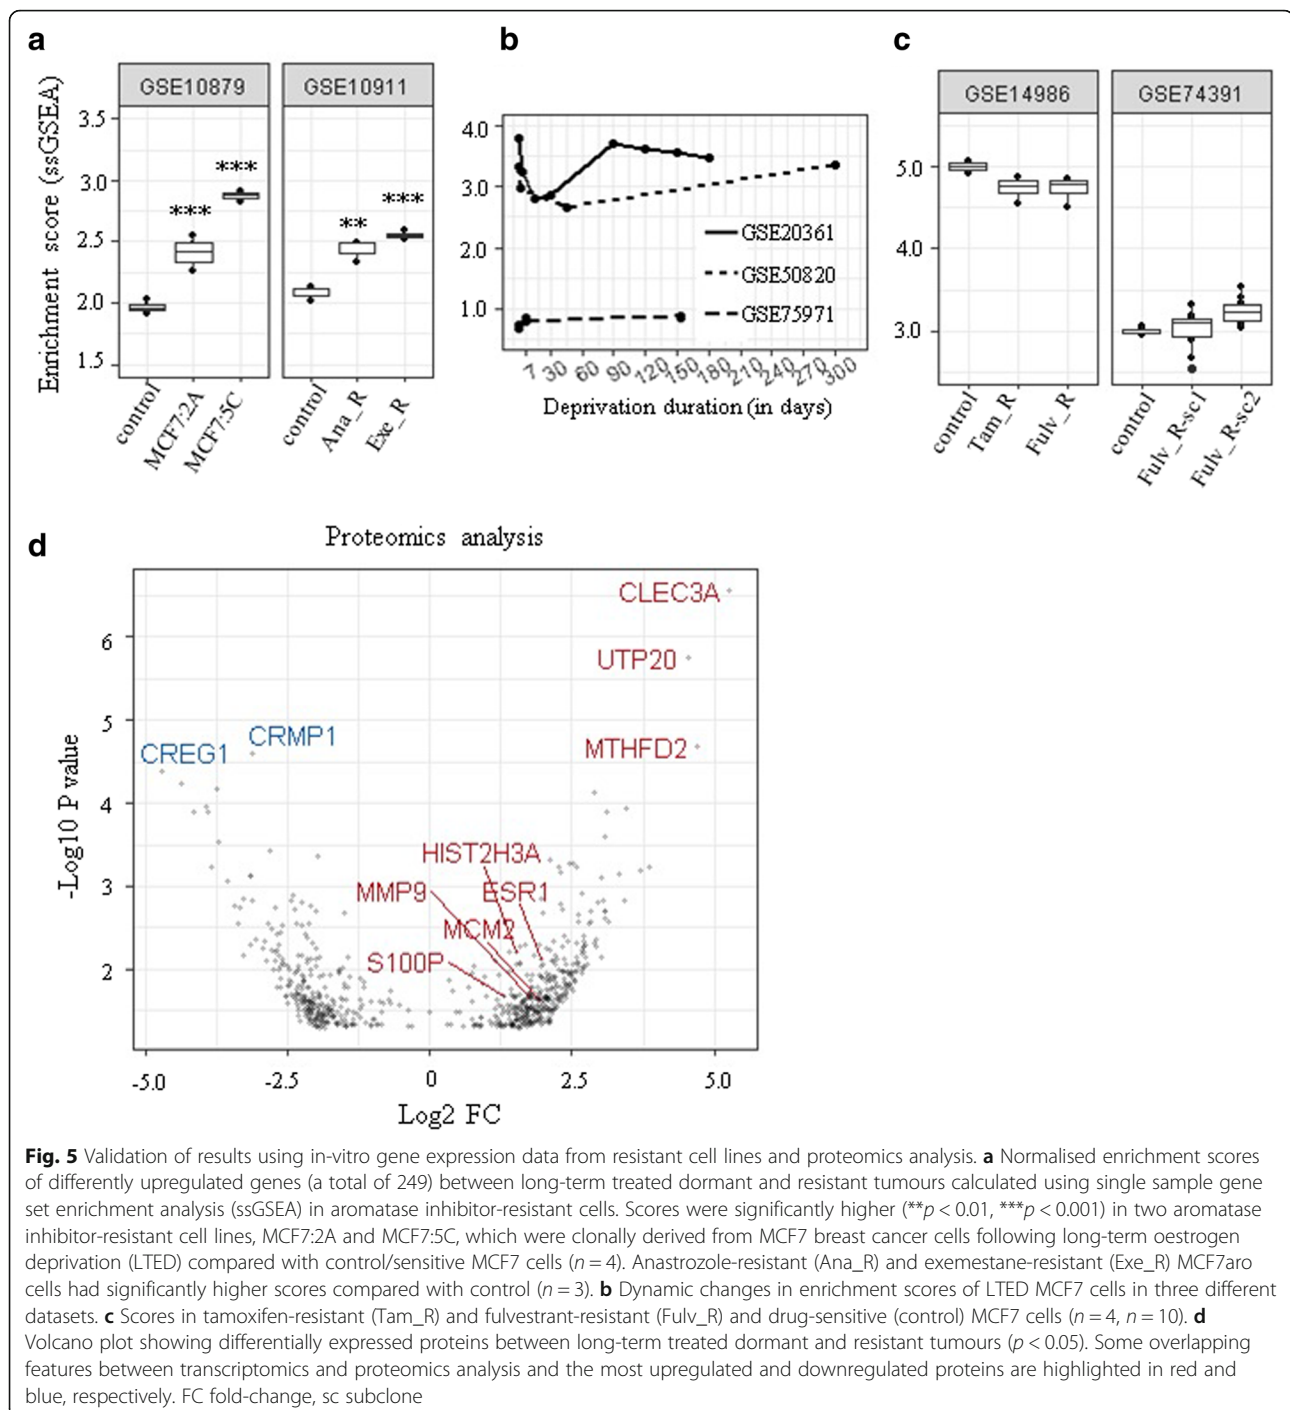 a
GSE10879
GSE10911
Enrichment score (ssGSEA)
3.5
3.0
2.5
2.0
1.5
***
***
**
***
control
MCF7:2A
MCF7:5C
control
Ana_R
Exe_R
b
4.0
3.0
2.0
1.0
GSE20361
GSE50820
GSE75971
7 30 60 90 120 150 180 210 240 270 300
Deprivation duration (in days)
c
GSE14986
GSE74391
5.0
4.0
3.0
control
Tam_R
Fulv_R
control
Fulv_R-sc1
Fulv_R-sc2
d
Proteomics analysis
CLEC3A
UTP20
MTHFD2
CRMP1
CREG1
HIST2H3A
MMP9
ESR1
MCM2
S100P
-Log10 P value
6
5
4
3
2
-5.0 -2.5 0 2.5 5.0
Log2 FC
Fig. 5 Validation of results using in-vitro gene expression data from resistant cell lines and proteomics analysis. a Normalised enrichment scores
of differently upregulated genes (a total of 249) between long-term treated dormant and resistant tumours calculated using single sample gene
set enrichment analysis (ssGSEA) in aromatase inhibitor-resistant cells. Scores were significantly higher (**p < 0.01, ***p < 0.001) in two aromatase
inhibitor-resistant cell lines, MCF7:2A and MCF7:5C, which were clonally derived from MCF7 breast cancer cells following long-term oestrogen
deprivation (LTED) compared with control/sensitive MCF7 cells (n = 4). Anastrozole-resistant (Ana_R) and exemestane-resistant (Exe_R) MCF7aro
cells had significantly higher scores compared with control (n = 3). b Dynamic changes in enrichment scores of LTED MCF7 cells in three different
datasets. c Scores in tamoxifen-resistant (Tam_R) and fulvestrant-resistant (Fulv_R) and drug-sensitive (control) MCF7 cells (n = 4, n = 10). d
Volcano plot showing differentially expressed proteins between long-term treated dormant and resistant tumours (p < 0.05). Some overlapping
features between transcriptomics and proteomics analysis and the most upregulated and downregulated proteins are highlighted in red and
blue, respectively. FC fold-change, sc subclone